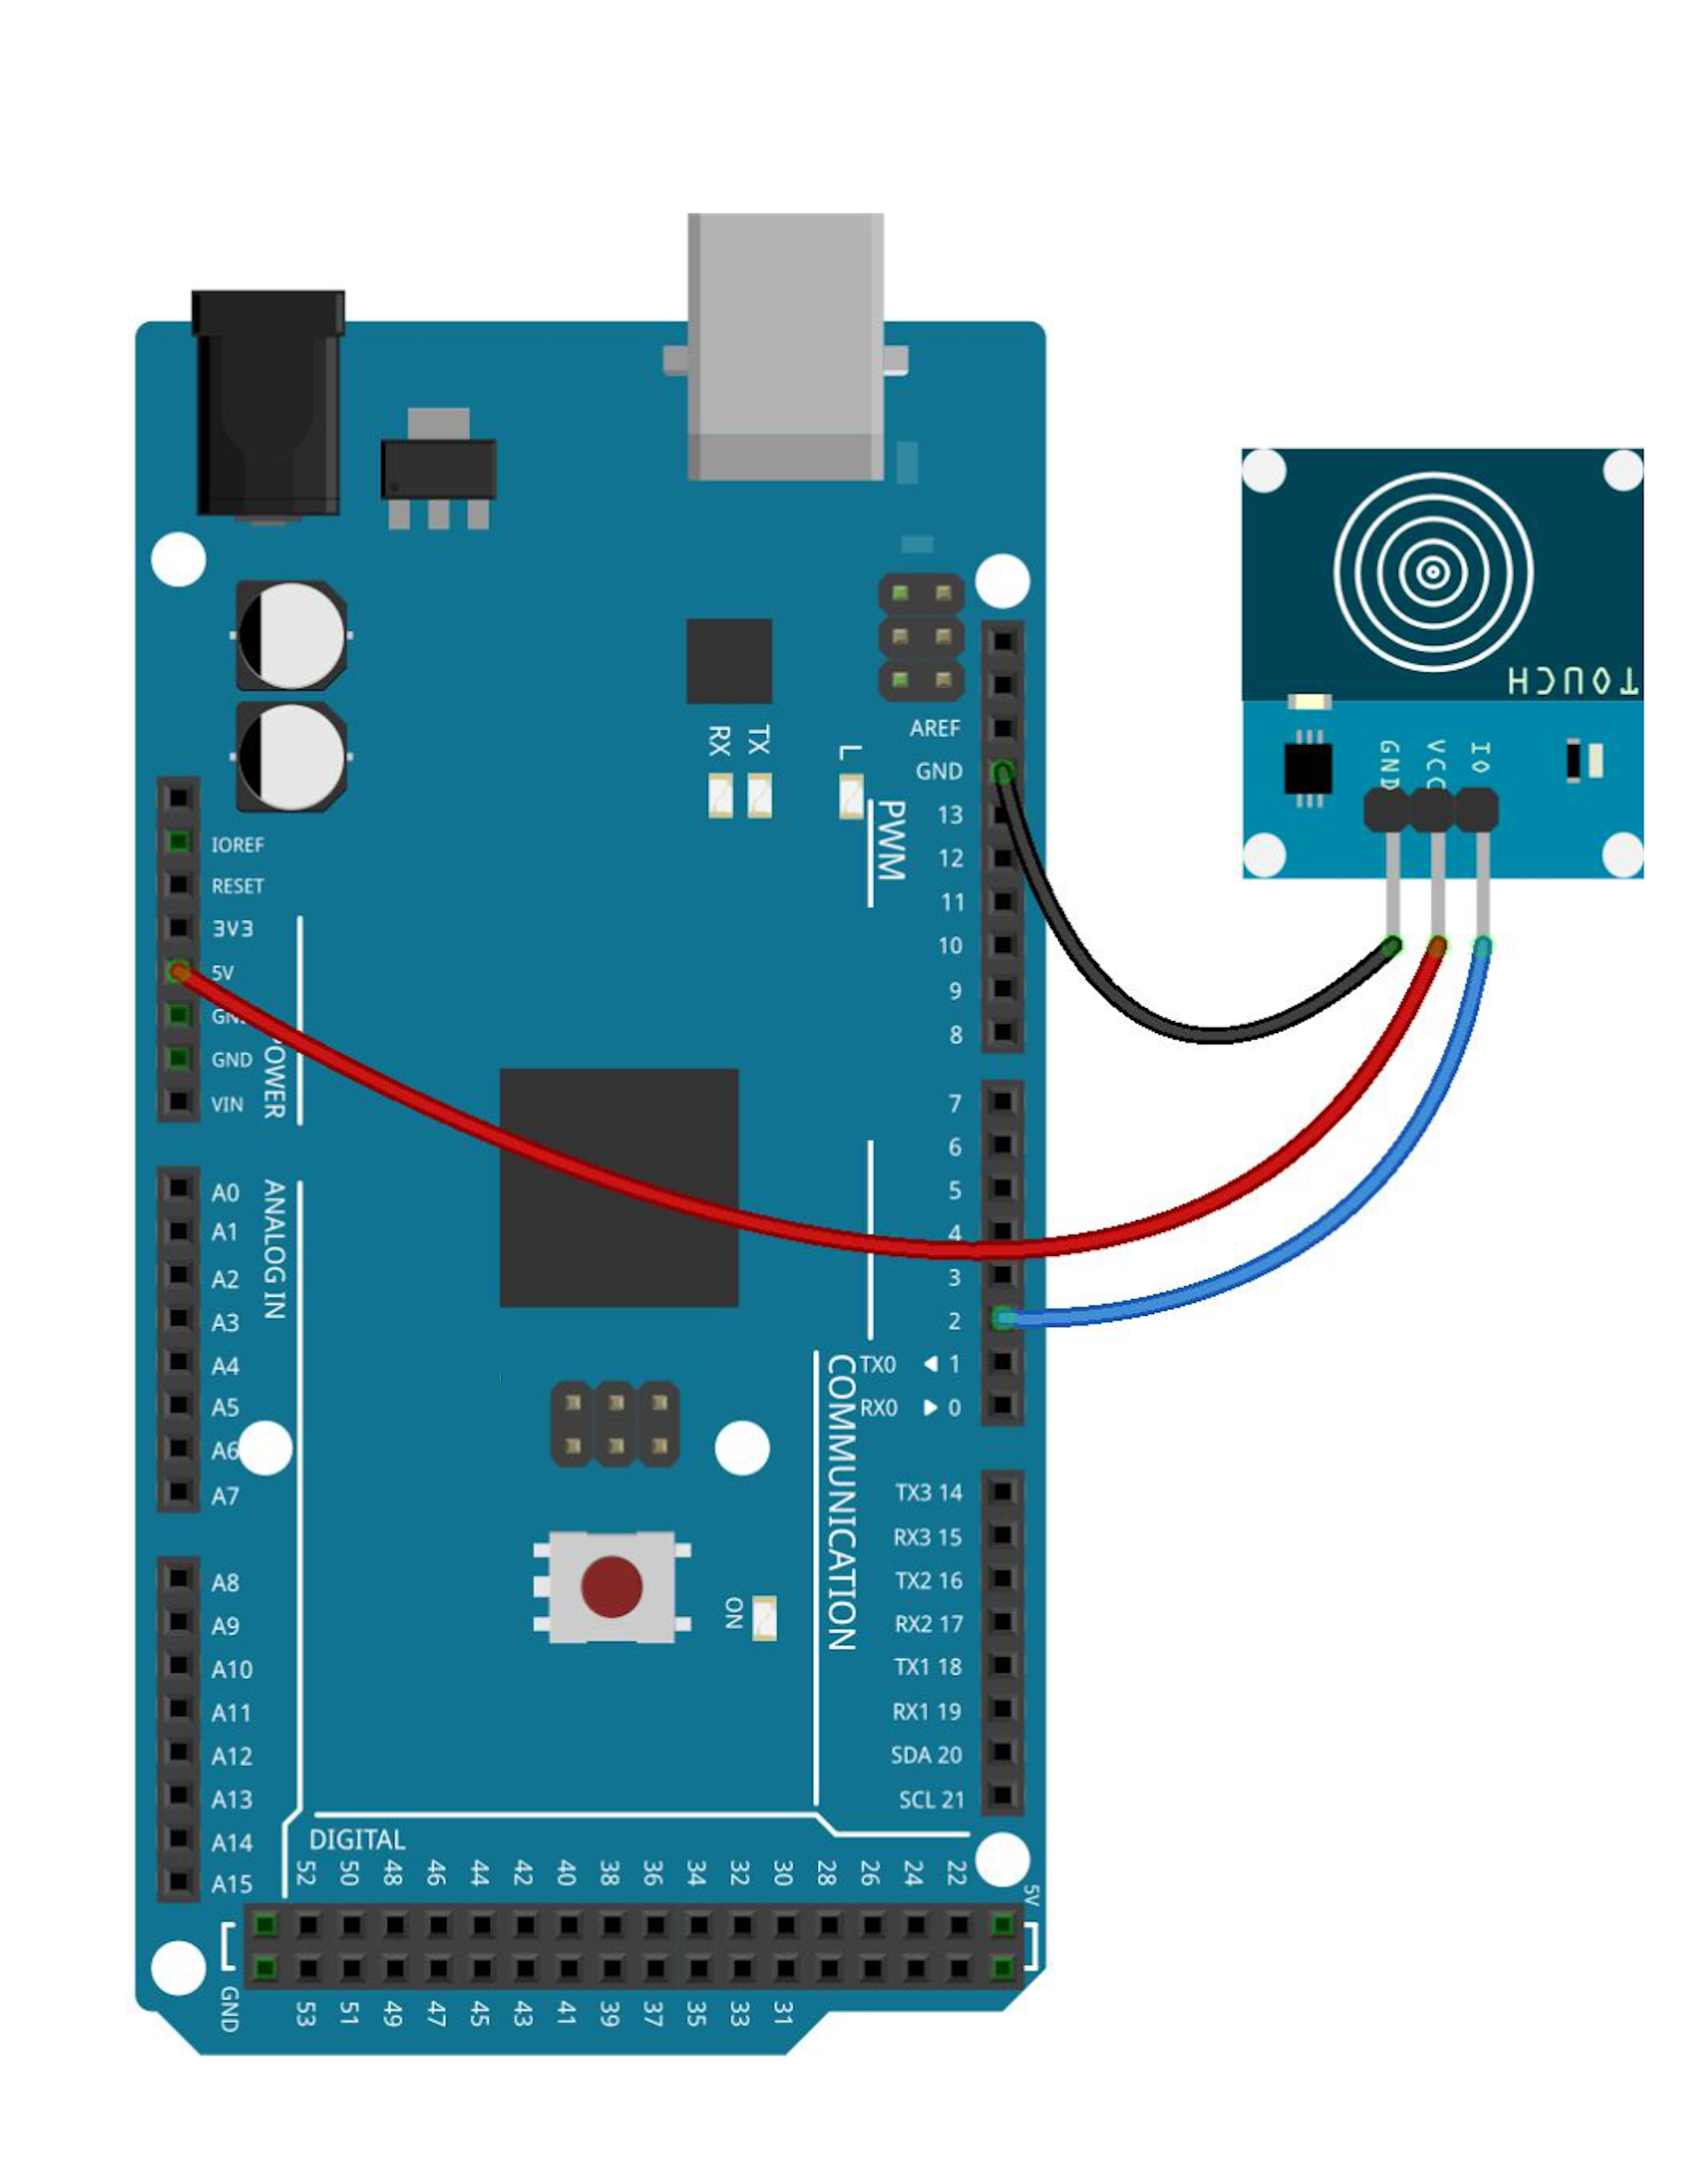 RX
TX
L
AREF
GND
13
12
11
10
9
8
PWM
IOREF
RESET
3V3
5V
GND
VIN
7
6
5
4
3
2
TX0 ◀ 1
RX0 ▶ 0
COMMUNICATION
A0
A1
A2
A3
A4
A5
A6
A7
ANALOG IN
TX3 14
RX3 15
TX2 16
RX2 17
TX1 18
RX1 19
SDA 20
SCL 21
A8
A9
A10
A11
A12
A13
A14
A15
ON
DIGITAL
52 50 48 46 44 42 40 38 36 34 32 30 28 26 24 22
5V
GND
53 51 49 47 45 43 41 39 37 35 33 31
TOUCH
GND
VCC
IO